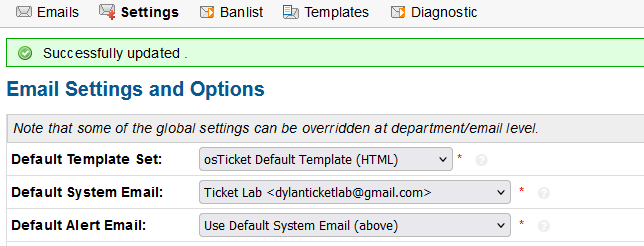 Emails Settings Banlist Templates Diagnostic
Successfully updated .
Email Settings and Options
Note that some of the global settings can be overridden at department/email level.
Default Template Set: osTicket Default Template (HTML) * ?
Default System Email: Ticket Lab <dylanticketlab@gmail.com> * ?
Default Alert Email: Use Default System Email (above) * ?